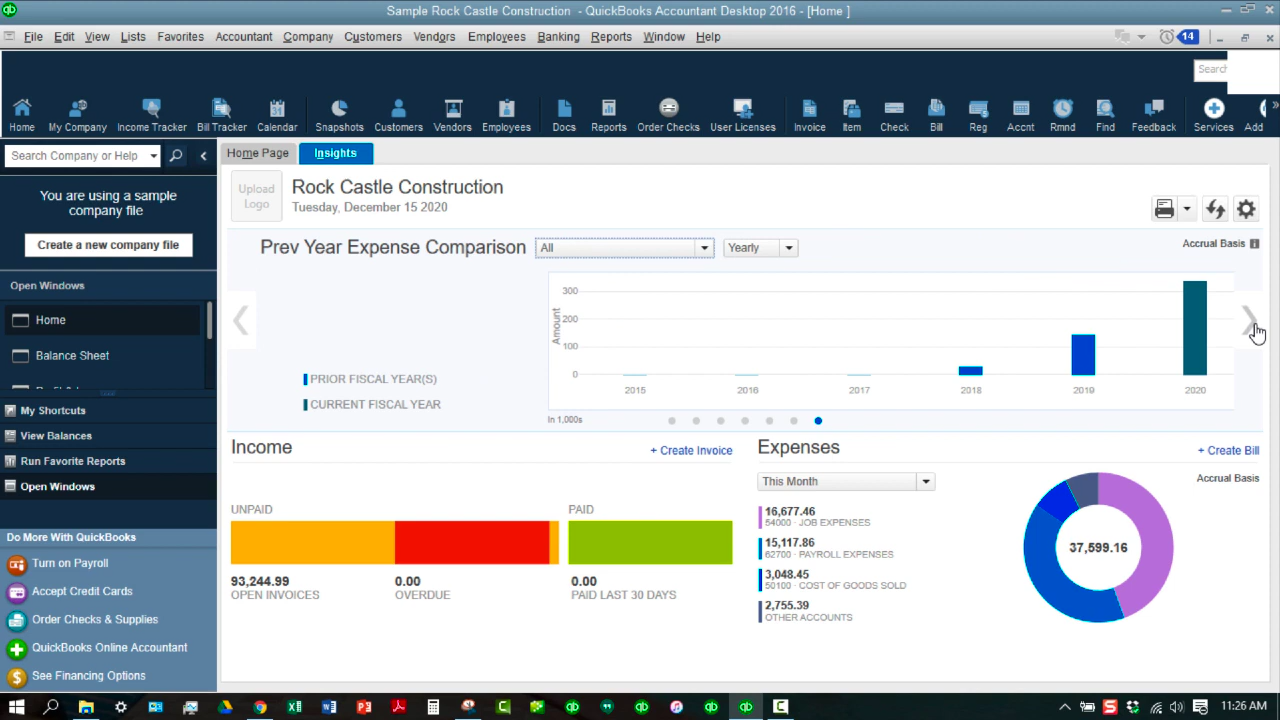 Sample Rock Castle Construction - QuickBooks Accountant Desktop 2016 - [Home ]
File Edit View Lists Favorites Accountant Company Customers Vendors Employees Banking Reports Window Help
14
Search
Home My Company Income Tracker Bill Tracker Calendar Snapshots Customers Vendors Employees Docs Reports Order Checks User Licenses Invoice Item Check Bill Reg Accnt Rmnd Find Feedback Services Add
Search Company or Help
Home Page Insights
You are using a sample
company file
Create a new company file
Open Windows
Home
Balance Sheet
My Shortcuts
View Balances
Run Favorite Reports
Open Windows
Do More With QuickBooks
Turn on Payroll
Accept Credit Cards
Order Checks & Supplies
QuickBooks Online Accountant
See Financing Options
Upload
Logo
Rock Castle Construction
Tuesday, December 15 2020
Prev Year Expense Comparison All Yearly
Accrual Basis
Amount
300
200
100
0
2015 2016 2017 2018 2019 2020
PRIOR FISCAL YEAR(S)
CURRENT FISCAL YEAR
In 1,000s
Income
+ Create Invoice
UNPAID PAID
93,244.99 0.00 0.00
OPEN INVOICES OVERDUE PAID LAST 30 DAYS
Expenses
+ Create Bill
This Month
Accrual Basis
16,677.46
54000 · JOB EXPENSES
15,117.86
62700 · PAYROLL EXPENSES
3,048.45
50100 · COST OF GOODS SOLD
2,755.39
OTHER ACCOUNTS
37,599.16
11:26 AM